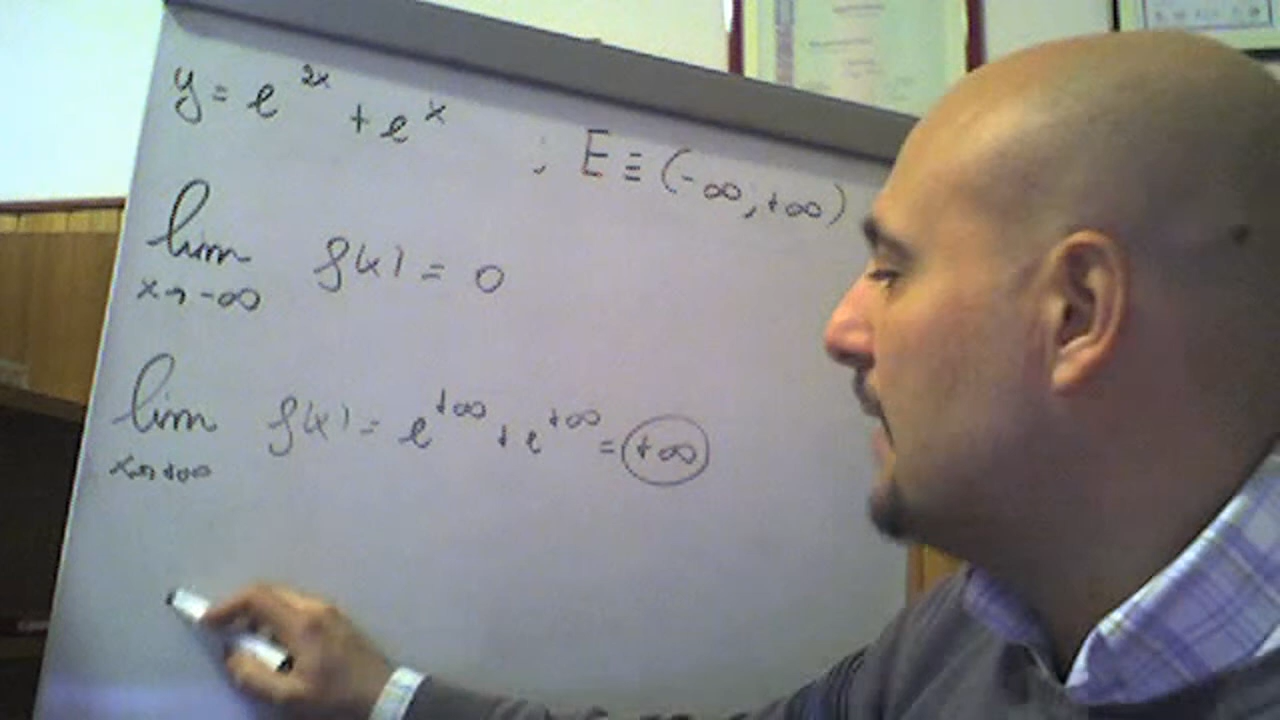 y = e^2x + e^x ; E ≡ (-∞; +∞)
lim f(x) = 0
x→-∞
lim f(x) = e^+∞ + e^+∞ = +∞
x→+∞